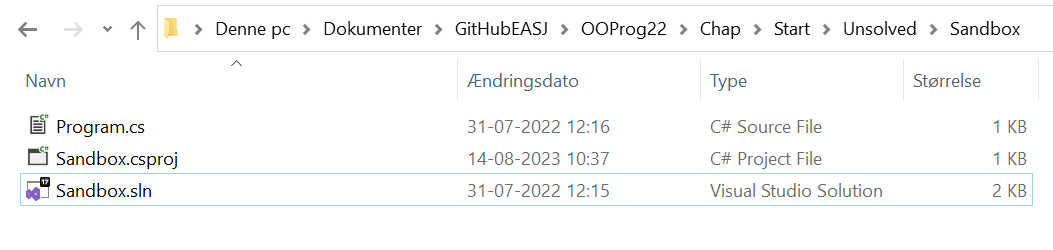 Denne pc > Dokumenter > GitHubEASJ > OOProg22 > Chap > Start > Unsolved > Sandbox
Navn Ændringsdato Type Størrelse
Program.cs 31-07-2022 12:16 C# Source File 1 KB
Sandbox.csproj 14-08-2023 10:37 C# Project File 1 KB
Sandbox.sln 31-07-2022 12:15 Visual Studio Solution 2 KB